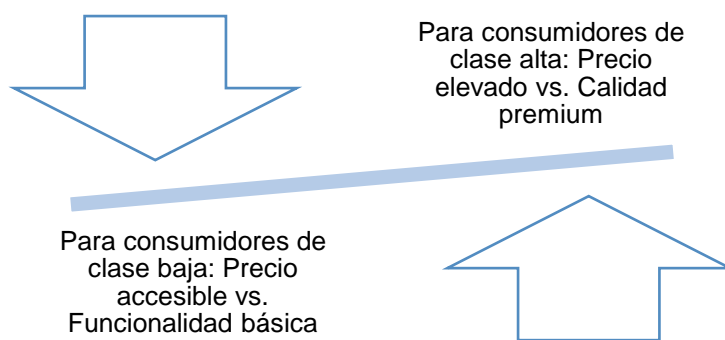 Para consumidores de
clase alta: Precio
elevado vs. Calidad
premium
Para consumidores de
clase baja: Precio
accesible vs.
Funcionalidad básica